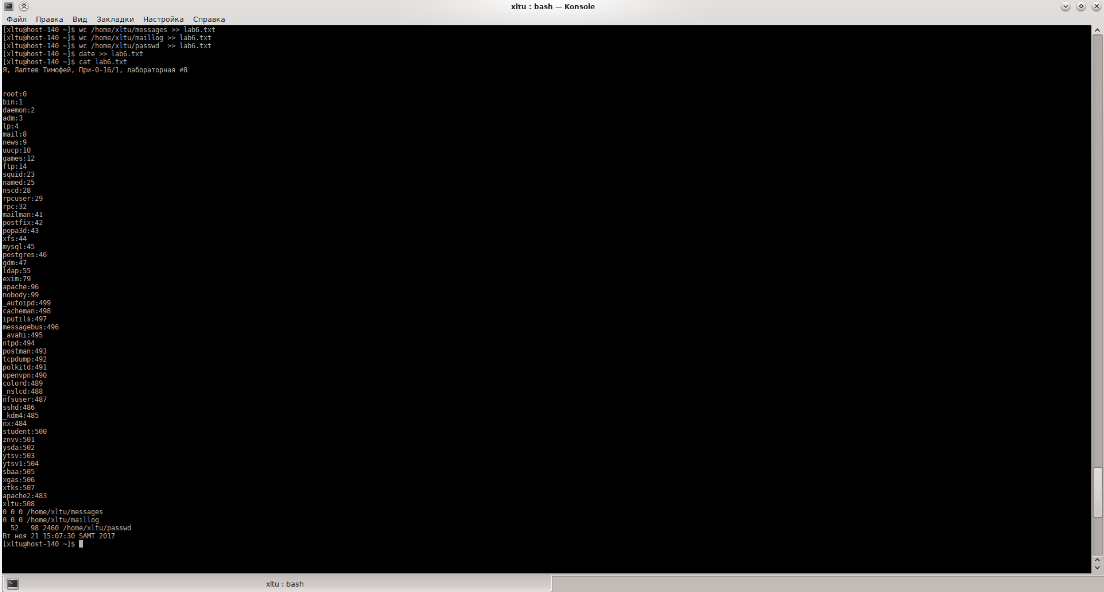 xltu : bash — Konsole
Файл Правка Вид Закладки Настройка Справка
[xltu@host-140 ~]$ wc /home/xltu/messages >> lab6.txt
[xltu@host-140 ~]$ wc /home/xltu/maillog >> lab6.txt
[xltu@host-140 ~]$ wc /home/xltu/passwd  >> lab6.txt
[xltu@host-140 ~]$ date >> lab6.txt
[xltu@host-140 ~]$ cat lab6.txt
Я, Лаптев Тимофей, При-О-16/1, лабораторная #8
root:0
bin:1
daemon:2
adm:3
lp:4
mail:8
news:9
uucp:10
games:12
ftp:14
squid:23
named:25
nscd:28
rpcuser:29
rpc:32
mailman:41
postfix:42
popa3d:43
xfs:44
mysql:45
postgres:46
gdm:47
ldap:55
exim:79
apache:96
nobody:99
_autoipd:499
cacheman:498
iputils:497
messagebus:496
_avahi:495
ntpd:494
postman:493
tcpdump:492
polkitd:491
openvpn:490
colord:489
_nslcd:488
nfsuser:487
sshd:486
_kdm4:485
nx:484
student:500
znvv:501
ysda:502
ytsv:503
ytsv1:504
sbaa:505
xgas:506
xtks:507
apache2:483
xltu:508
0 0 0 /home/xltu/messages
0 0 0 /home/xltu/maillog
  52   98 2460 /home/xltu/passwd
Вт ноя 21 15:07:30 SAMT 2017
[xltu@host-140 ~]$
xltu : bash